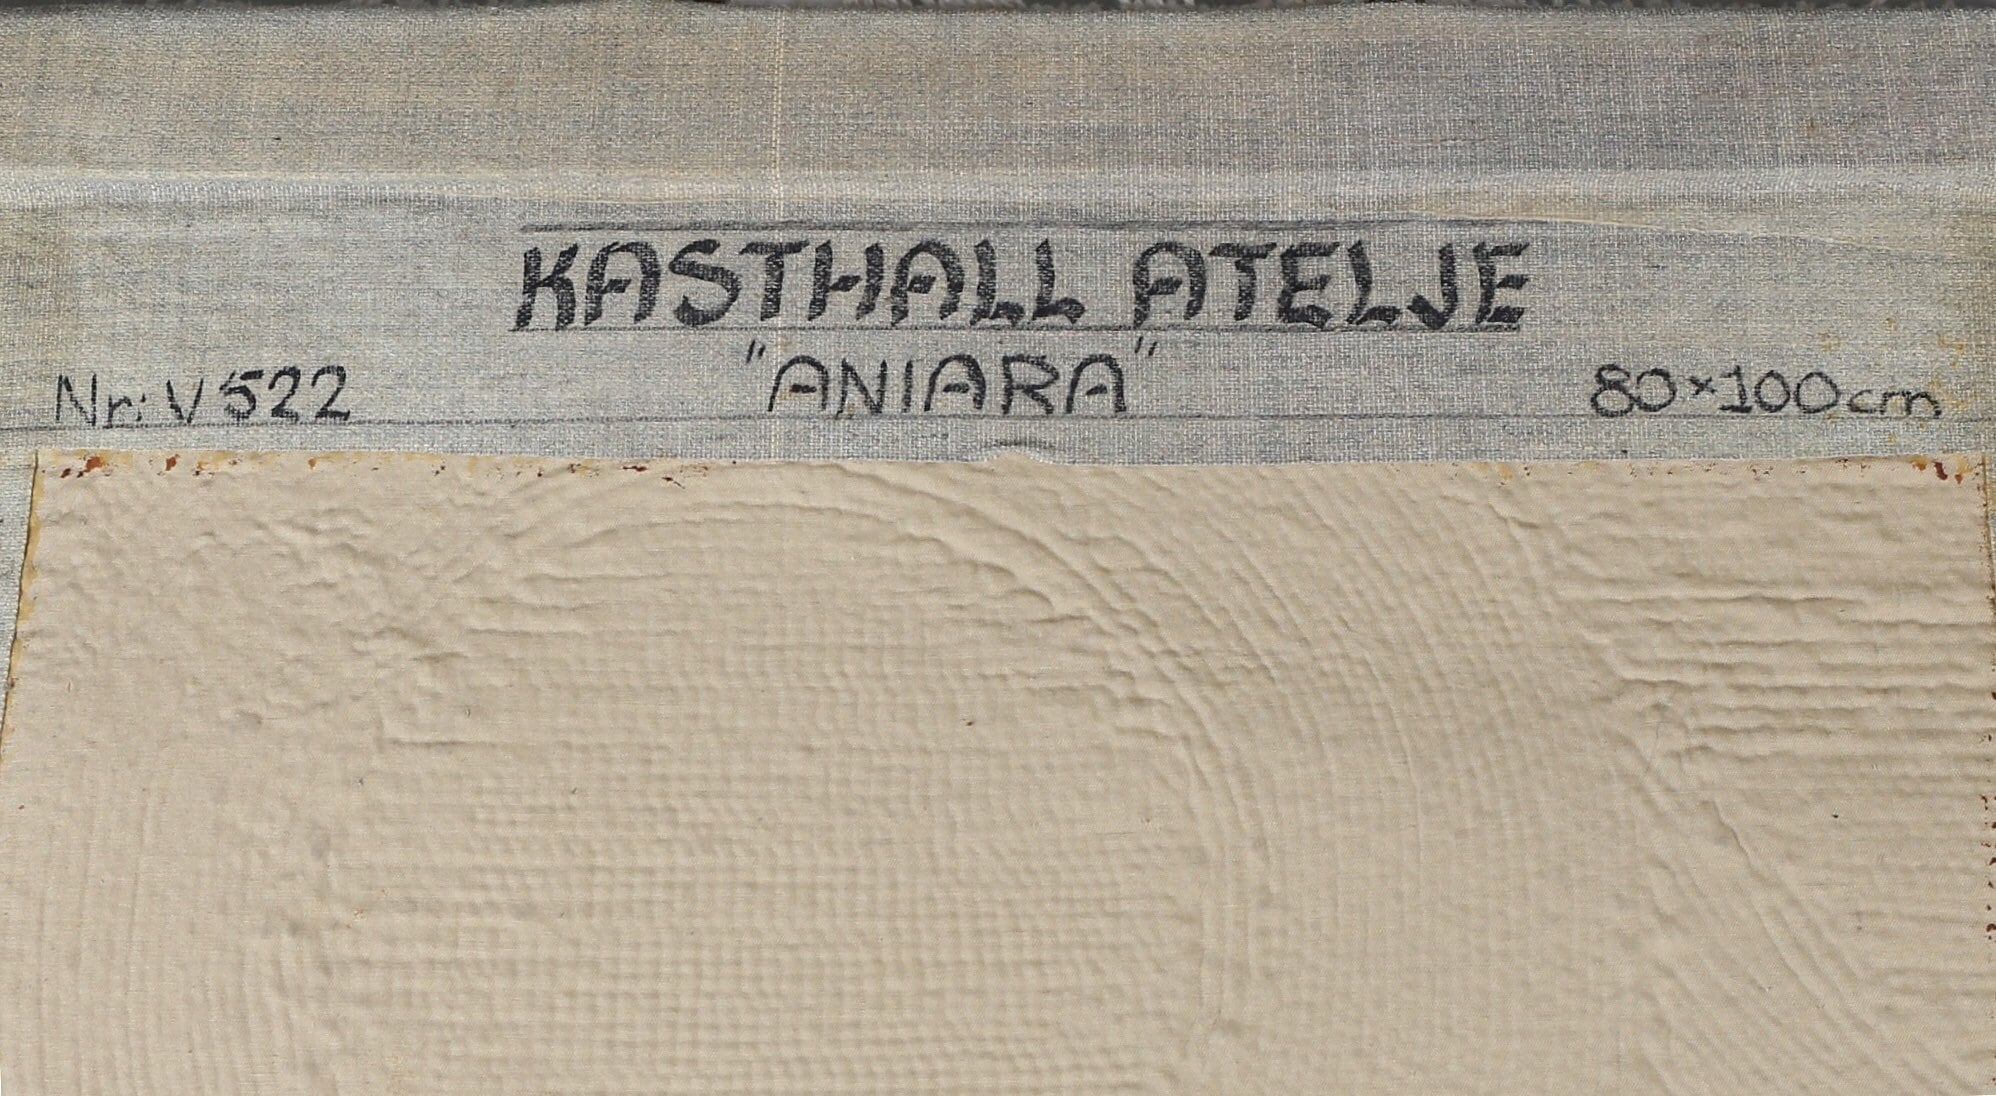 KASTHALL ATELJE
Nr: V 522 "ANIARA" 80×100cm